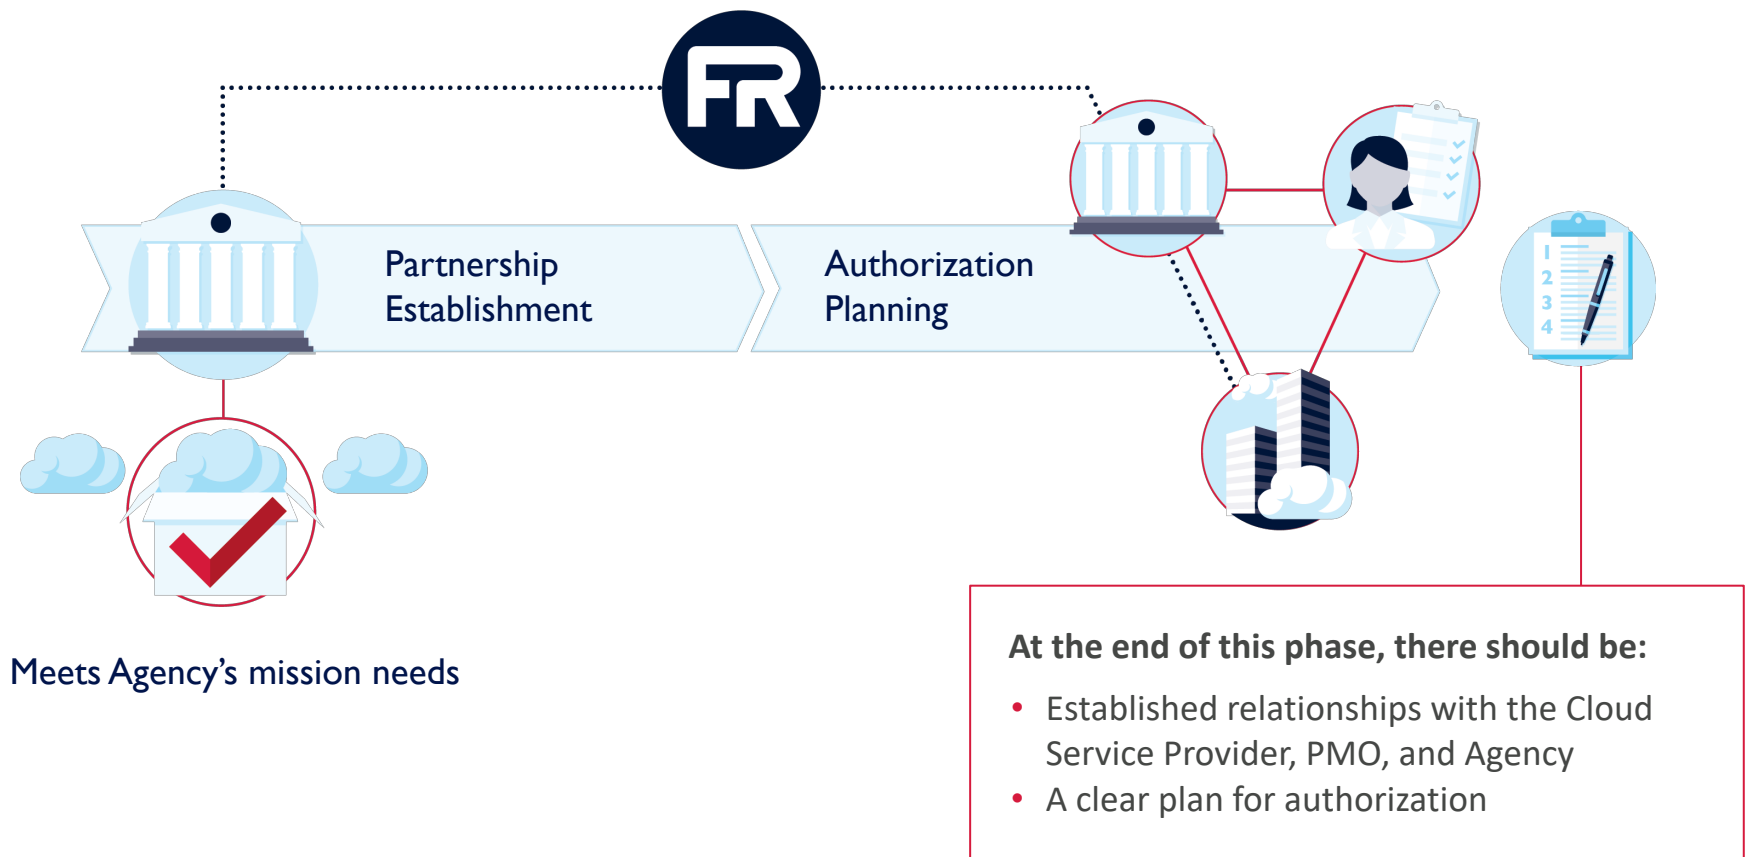 FR
Partnership
Establishment
Authorization
Planning
1
2
3
4
Meets Agency’s mission needs
At the end of this phase, there should be:
• Established relationships with the Cloud
Service Provider, PMO, and Agency
• A clear plan for authorization